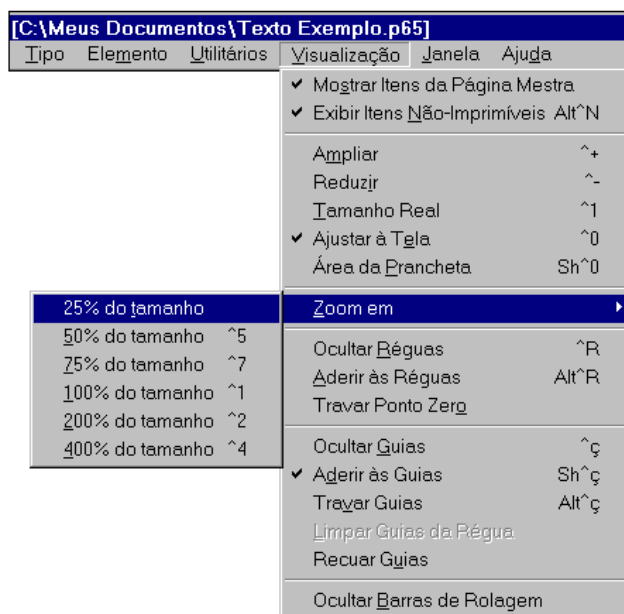 [C:\Meus Documentos\Texto Exemplo.p65]
Tipo Elemento Utilitários Visualização Janela Ajuda
Mostrar Itens da Página Mestra
Exibir Itens Não-Imprimíveis Alt^N
Ampliar ^+
Reduzir ^-
Tamanho Real ^1
Ajustar à Tela ^0
Área da Prancheta Sh^0
Zoom em
25% do tamanho
50% do tamanho ^5
75% do tamanho ^7
100% do tamanho ^1
200% do tamanho ^2
400% do tamanho ^4
Ocultar Réguas ^R
Aderir às Réguas Alt^R
Travar Ponto Zero
Ocultar Guias ^ç
Aderir às Guias Sh^ç
Travar Guias Alt^ç
Limpar Guias da Régua
Recuar Guias
Ocultar Barras de Rolagem